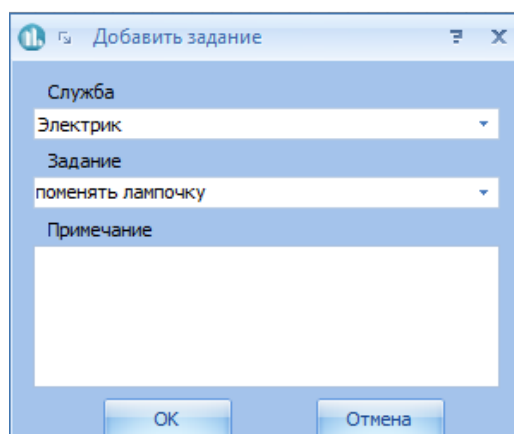 Добавить задание
Служба
Электрик
Задание
поменять лампочку
Примечание
OK Отмена